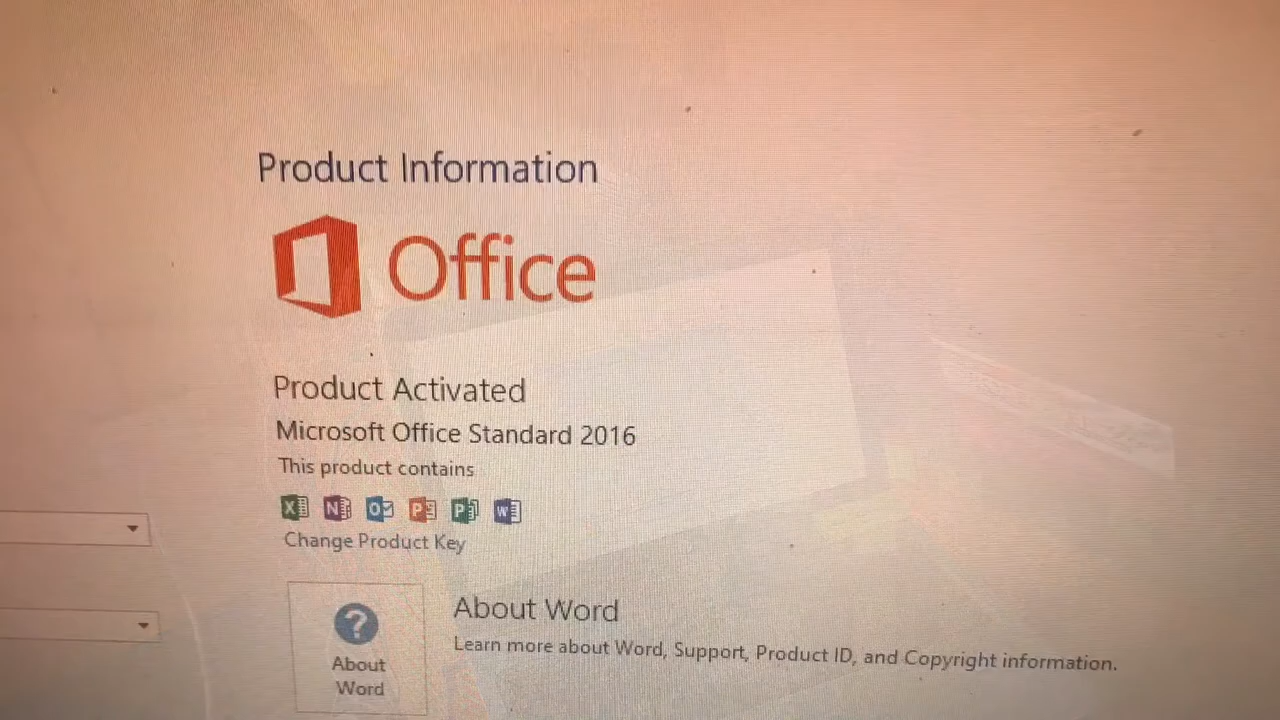 Product Information
Office
Product Activated
Microsoft Office Standard 2016
This product contains
X N O P P W
Change Product Key
?
About Word
Learn more about Word, Support, Product ID, and Copyright information.
About
Word